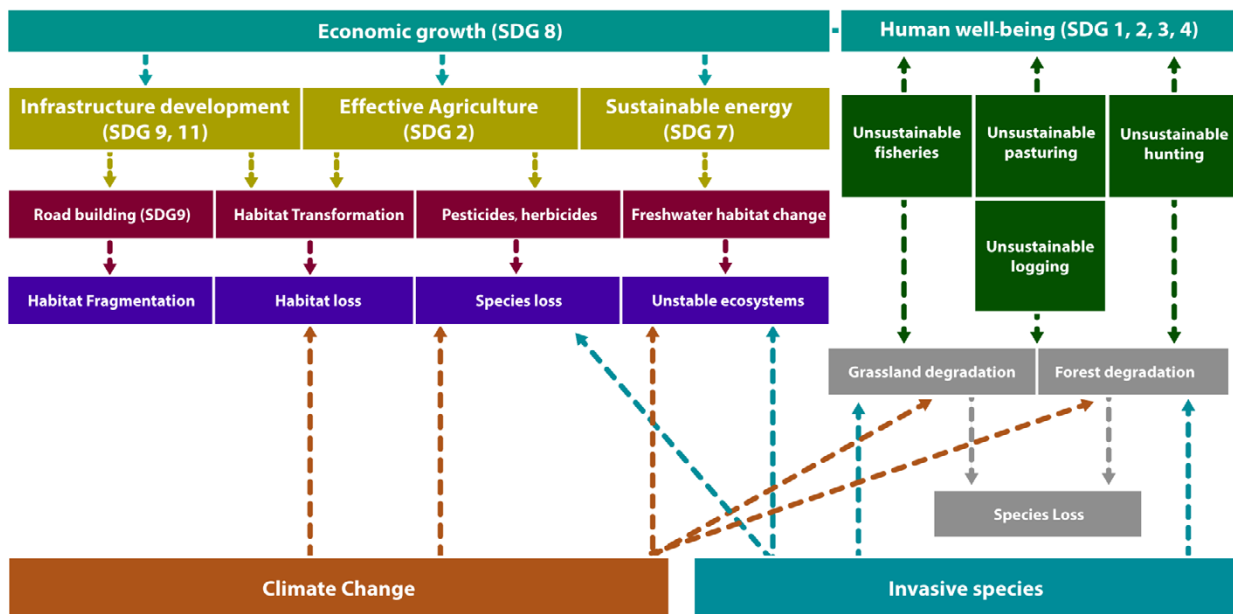 Economic growth (SDG 8)
Human well-being (SDG 1, 2, 3, 4)
Infrastructure development
(SDG 9, 11)
Effective Agriculture
(SDG 2)
Sustainable energy
(SDG 7)
Unsustainable
fisheries
Unsustainable
pasturing
Unsustainable
hunting
Road building (SDG9)
Habitat Transformation
Pesticides, herbicides
Freshwater habitat change
Unsustainable
logging
Habitat Fragmentation
Habitat loss
Species loss
Unstable ecosystems
Grassland degradation
Forest degradation
Species Loss
Climate Change
Invasive species